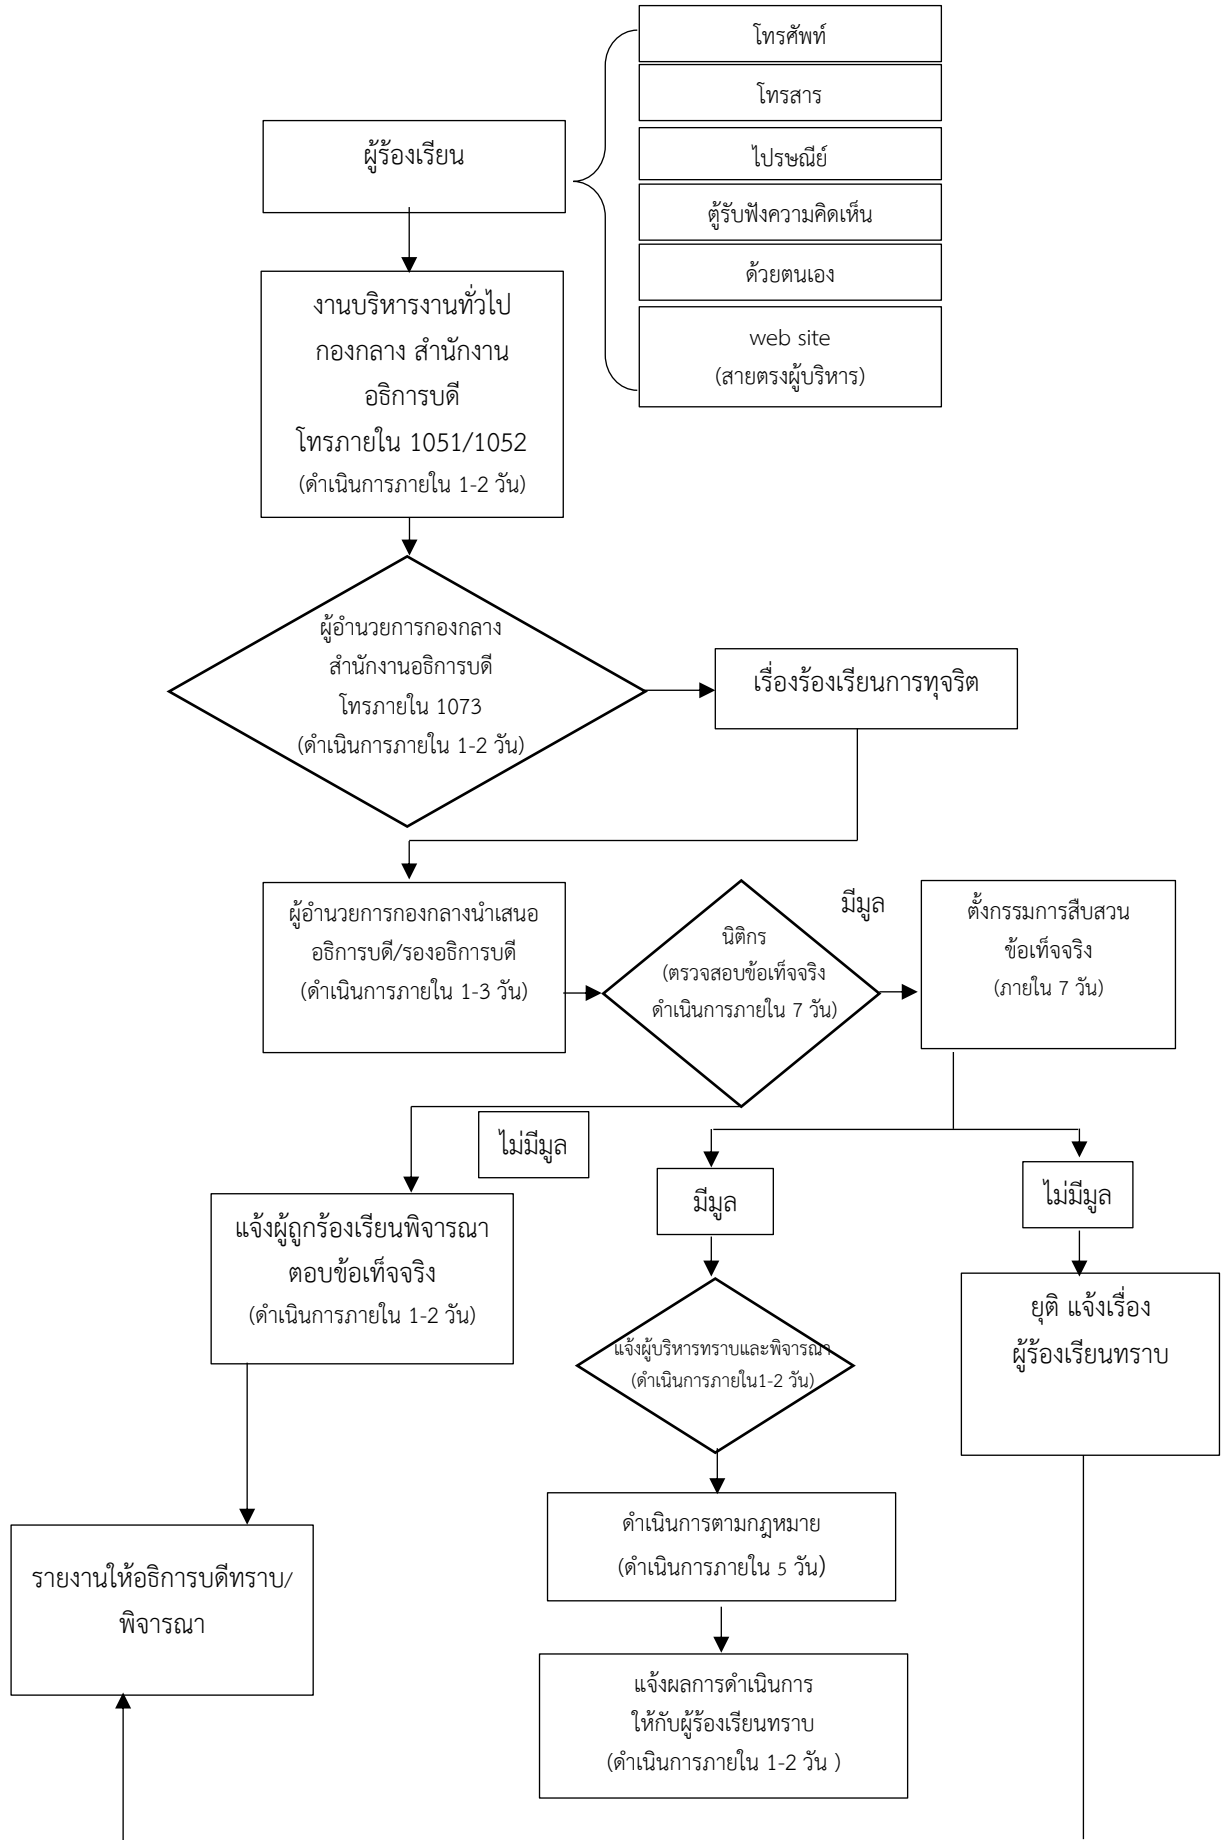 โทรศัพท์
โทรสาร
ไปรษณีย์
ตู้รับฟังความคิดเห็น
ด้วยตนเอง
web site
(สายตรงผู้บริหาร)
ผู้ร้องเรียน
งานบริหารงานทั่วไป
กองกลาง สำนักงาน
อธิการบดี
โทรภายใน 1051/1052
(ดำเนินการภายใน 1-2 วัน)
ผู้อำนวยการกองกลาง
สำนักงานอธิการบดี
โทรภายใน 1073
(ดำเนินการภายใน 1-2 วัน)
เรื่องร้องเรียนการทุจริต
ผู้อำนวยการกองกลางนำเสนอ
อธิการบดี/รองอธิการบดี
(ดำเนินการภายใน 1-3 วัน)
นิติกร
(ตรวจสอบข้อเท็จจริง
ดำเนินการภายใน 7 วัน)
มีมูล
ตั้งกรรมการสืบสวน
ข้อเท็จจริง
(ภายใน 7 วัน)
ไม่มีมูล
มีมูล
ไม่มีมูล
แจ้งผู้ถูกร้องเรียนพิจารณา
ตอบข้อเท็จจริง
(ดำเนินการภายใน 1-2 วัน)
แจ้งผู้บริหารทราบและพิจารณา
(ดำเนินการภายใน1-2 วัน)
ยุติ แจ้งเรื่อง
ผู้ร้องเรียนทราบ
ดำเนินการตามกฎหมาย
(ดำเนินการภายใน 5 วัน)
รายงานให้อธิการบดีทราบ/
พิจารณา
แจ้งผลการดำเนินการ
ให้กับผู้ร้องเรียนทราบ
(ดำเนินการภายใน 1-2 วัน )